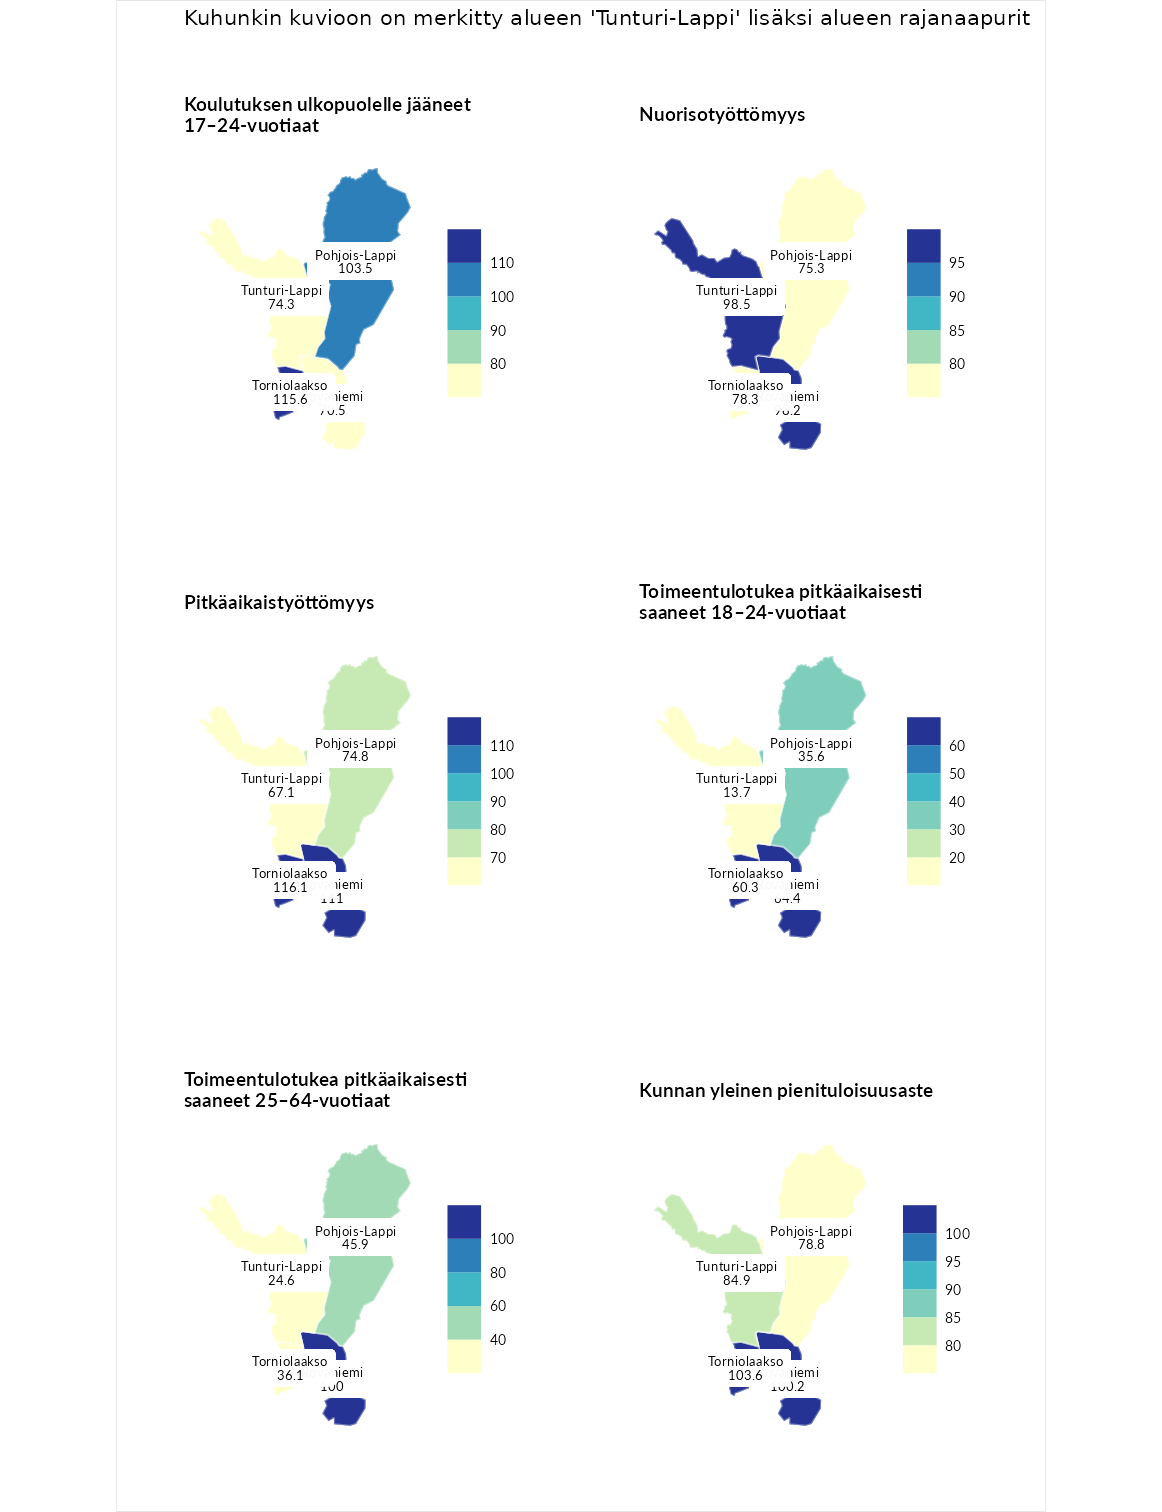 Kuhunkin kuvioon on merkitty alueen 'Tunturi-Lappi' lisäksi alueen rajanaapurit
Koulutuksen ulkopuolelle jääneet
17–24-vuotiaat
Pohjois-Lappi
103.5
Tunturi-Lappi
74.3
Torniolaakso
115.6
110
100
90
80
Nuorisotyöttömyys
Pohjois-Lappi
75.3
Tunturi-Lappi
98.5
Torniolaakso
78.3
95
90
85
80
Pitkäaikaistyöttömyys
Pohjois-Lappi
74.8
Tunturi-Lappi
67.1
Torniolaakso
116.1
111
110
100
90
80
70
Toimeentulotukea pitkäaikaisesti
saaneet 18–24-vuotiaat
Pohjois-Lappi
35.6
Tunturi-Lappi
13.7
Torniolaakso
60.3
60
50
40
30
20
Toimeentulotukea pitkäaikaisesti
saaneet 25–64-vuotiaat
Pohjois-Lappi
45.9
Tunturi-Lappi
24.6
Torniolaakso
36.1
100
100
80
60
40
Kunnan yleinen pienituloisuusaste
Pohjois-Lappi
78.8
Tunturi-Lappi
84.9
Torniolaakso
103.6
100.2
100
95
90
85
80